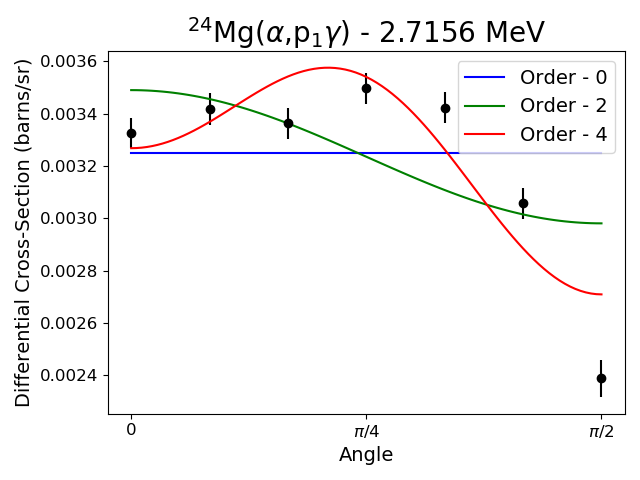 ²⁴Mg(α,p₁γ) - 2.7156 MeV
Differential Cross-Section (barns/sr)
0.0036
0.0034
0.0032
0.0030
0.0028
0.0026
0.0024
Order - 0
Order - 2
Order - 4
0
π/4
π/2
Angle